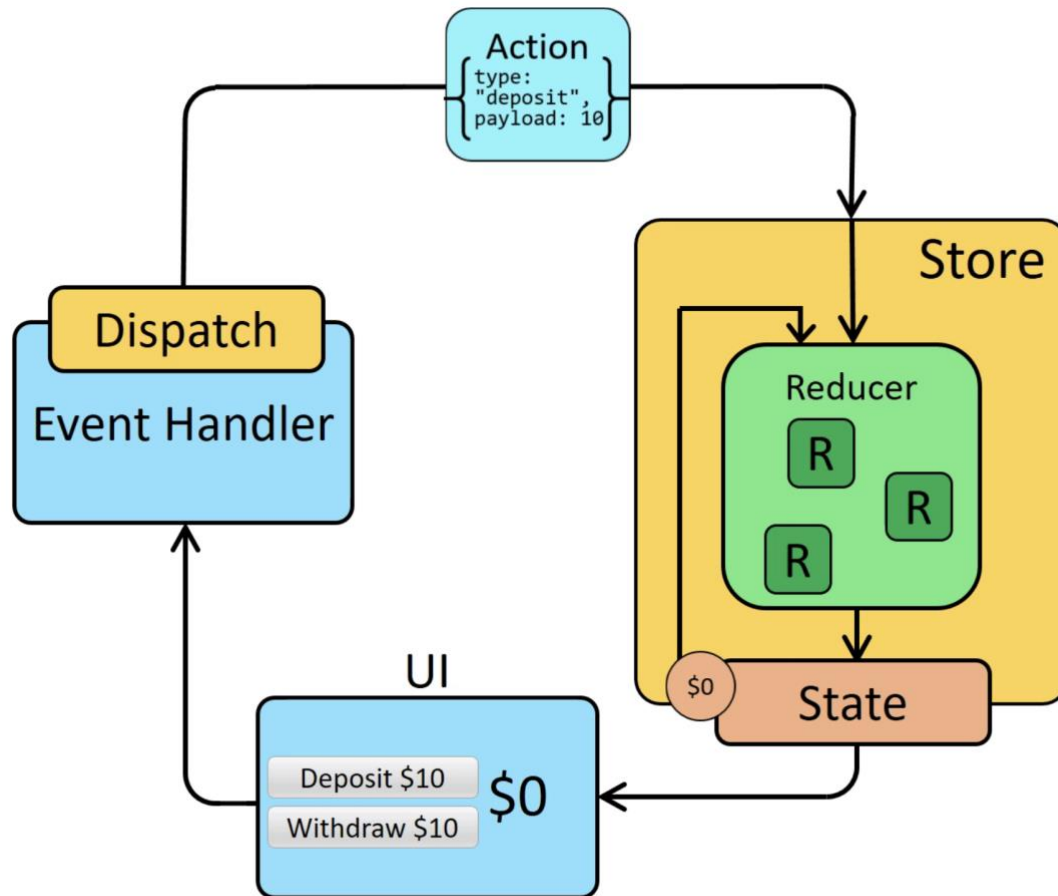 Action
{type:
"deposit",
payload: 10}
Store
Dispatch
Event Handler
Reducer
R
R
R
$0
State
UI
Deposit $10
$0
Withdraw $10